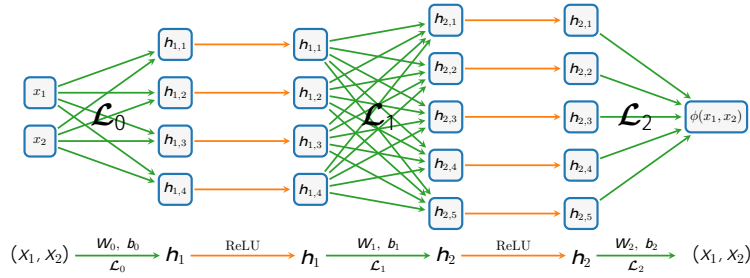 h₁,₁ h₁,₁ h₂,₁ h₂,₁
x₁ h₁,₂ h₁,₂ h₂,₂ h₂,₂
𝓛₀ 𝓛₁ h₂,₃ h₂,₃ 𝓛₂ ϕ(x₁, x₂)
x₂ h₁,₃ h₁,₃
h₁,₄ h₁,₄ h₂,₄ h₂,₄
h₂,₅ h₂,₅
(X₁, X₂) W₀, b₀ h₁ ReLU h₁ W₁, b₁ h₂ ReLU h₂ W₂, b₂ (X₁, X₂)
𝓛₀ 𝓛₁ 𝓛₂